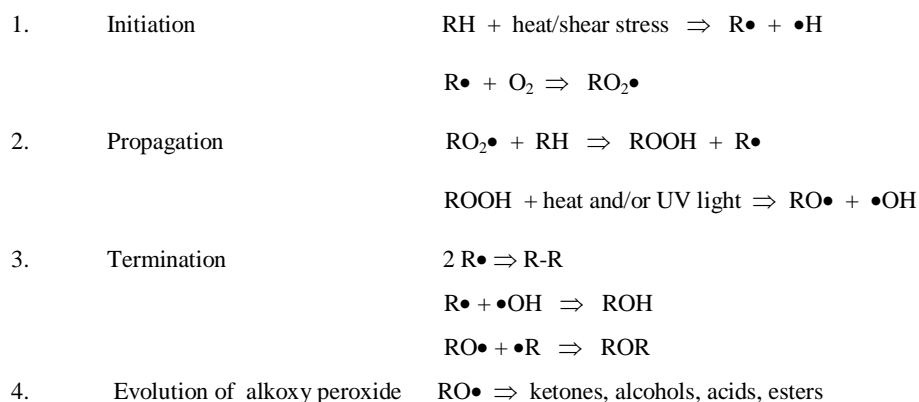 1. Initiation RH + heat/shear stress ⇒ R● + ●H
R● + O₂ ⇒ RO₂●
2. Propagation RO₂● + RH ⇒ ROOH + R●
ROOH + heat and/or UV light ⇒ RO● + ●OH
3. Termination 2 R● ⇒ R-R
R● + ●OH ⇒ ROH
RO● + ●R ⇒ ROR
4. Evolution of alkoxy peroxide RO● ⇒ ketones, alcohols, acids, esters